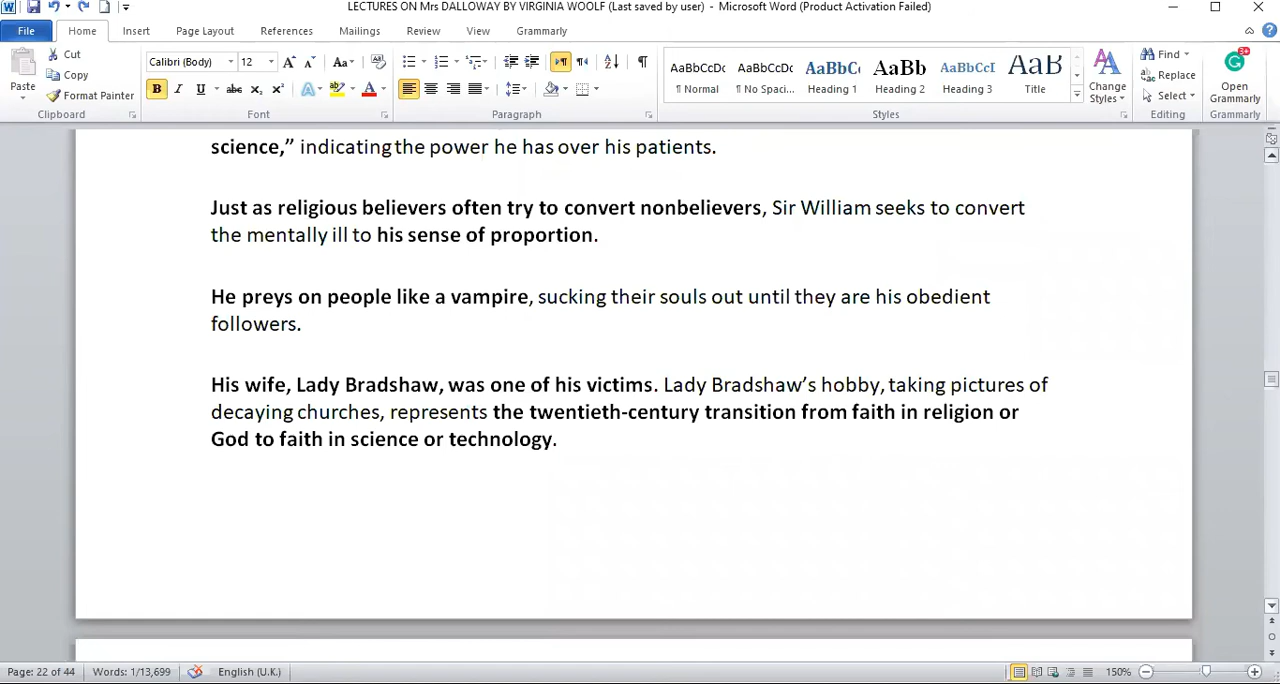 LECTURES ON Mrs DALLOWAY BY VIRGINIA WOOLF (Last saved by user) - Microsoft Word (Product Activation Failed)
File Home Insert Page Layout References Mailings Review View Grammarly
Cut
Copy
Format Painter
Paste
Clipboard
Calibri (Body) 12
Font
Paragraph
AaBbCcDc AaBbCcDc AaBbC AaBb AaBbCcI AaB
¶ Normal ¶ No Spaci... Heading 1 Heading 2 Heading 3 Title
Change Styles
Styles
Find
Replace
Select
Editing
3+
Open Grammarly
Grammarly
science,” indicating the power he has over his patients.
Just as religious believers often try to convert nonbelievers, Sir William seeks to convert
the mentally ill to his sense of proportion.
He preys on people like a vampire, sucking their souls out until they are his obedient
followers.
His wife, Lady Bradshaw, was one of his victims. Lady Bradshaw’s hobby, taking pictures of
decaying churches, represents the twentieth-century transition from faith in religion or
God to faith in science or technology.
Page: 22 of 44 Words: 1/13,699 English (U.K.) 150%